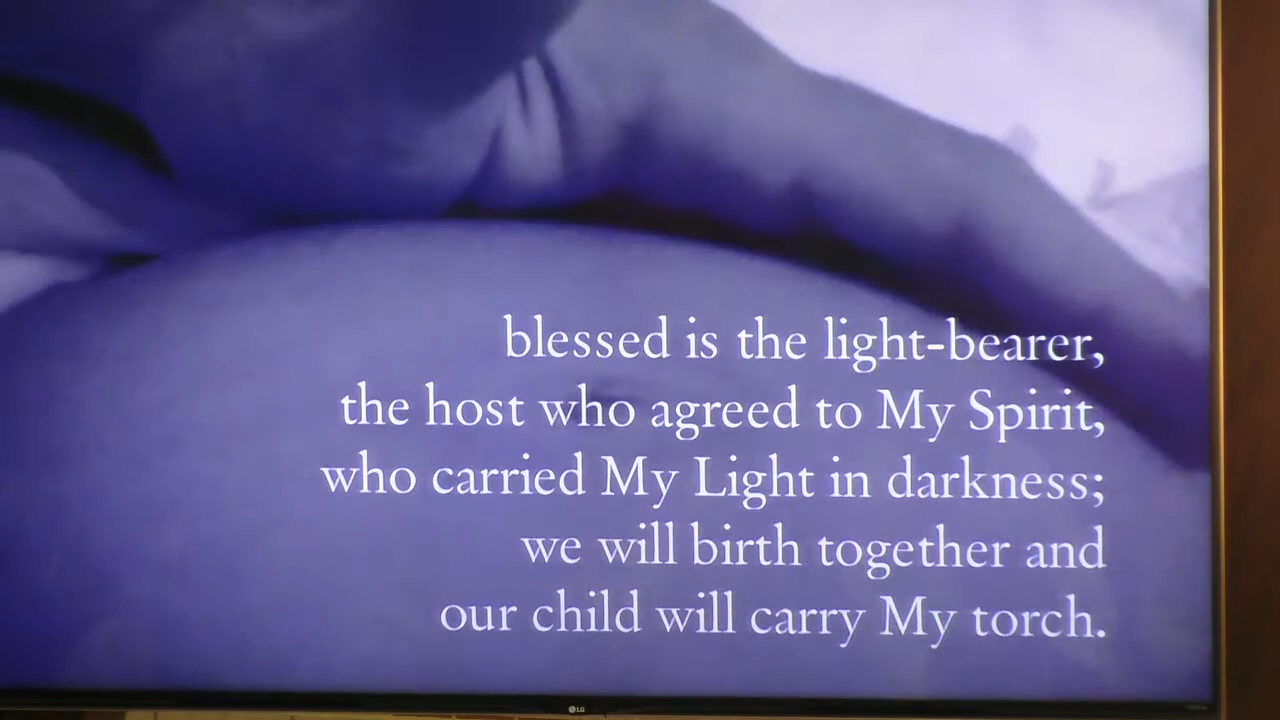 blessed is the light-bearer,
the host who agreed to My Spirit,
who carried My Light in darkness;
we will birth together and
our child will carry My torch.
LG